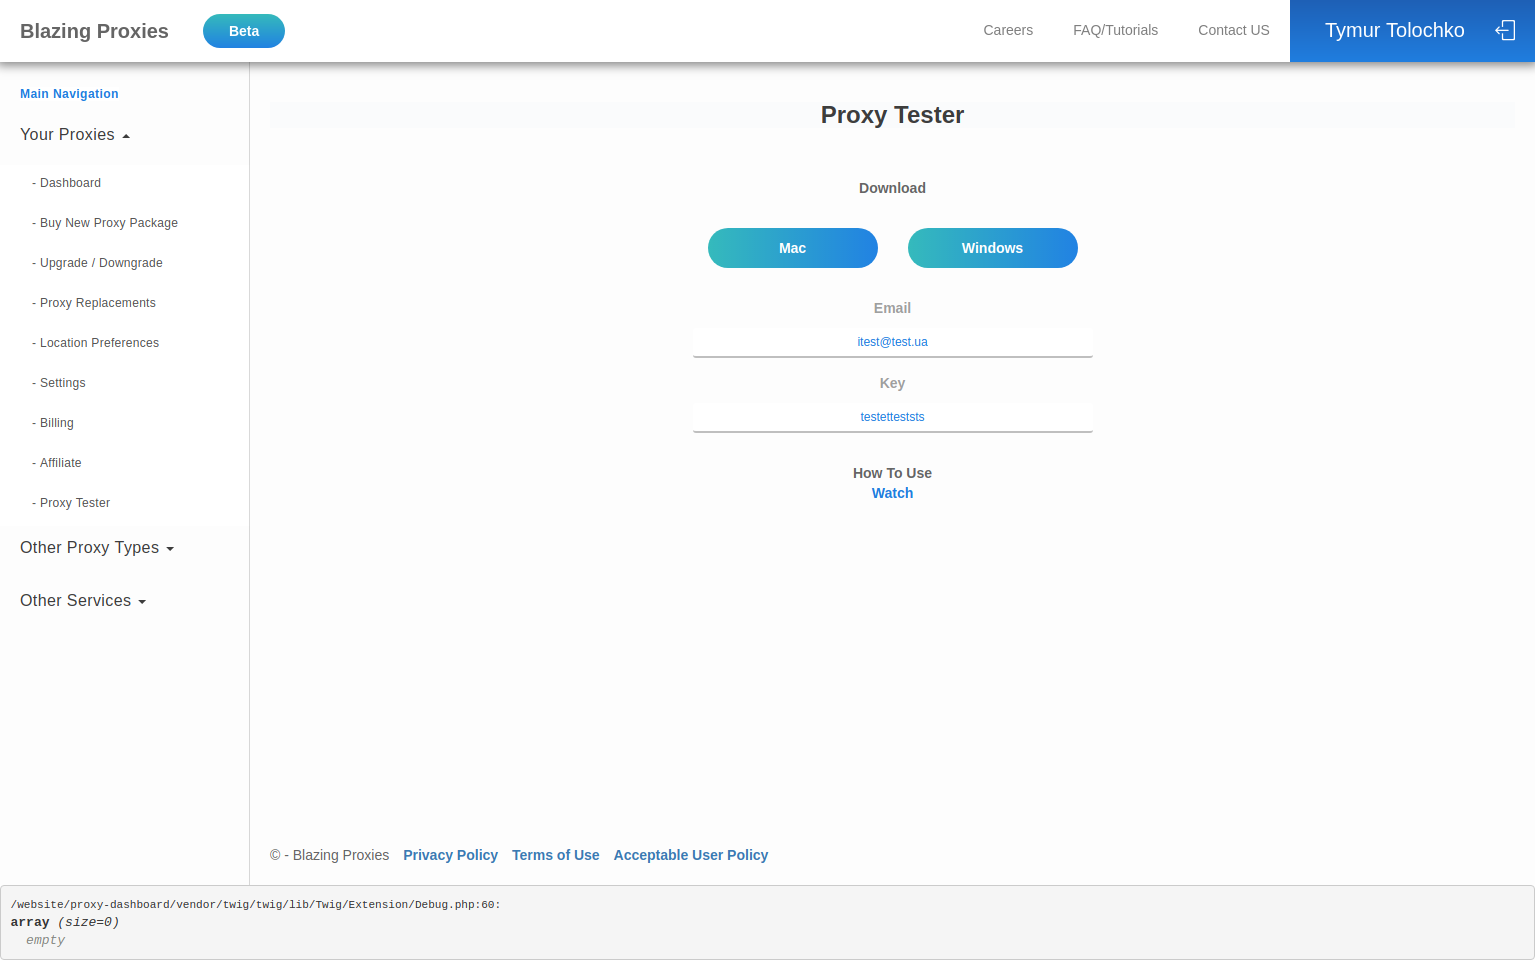 Blazing Proxies
Beta
Careers
FAQ/Tutorials
Contact US
Tymur Tolochko
Main Navigation
Your Proxies
- Dashboard
- Buy New Proxy Package
- Upgrade / Downgrade
- Proxy Replacements
- Location Preferences
- Settings
- Billing
- Affiliate
- Proxy Tester
Other Proxy Types
Other Services
Proxy Tester
Download
Mac
Windows
Email
itest@test.ua
Key
testetteststs
How To Use
Watch
© - Blazing Proxies Privacy Policy Terms of Use Acceptable User Policy
/website/proxy-dashboard/vendor/twig/twig/lib/Twig/Extension/Debug.php:60:
array (size=0)
empty